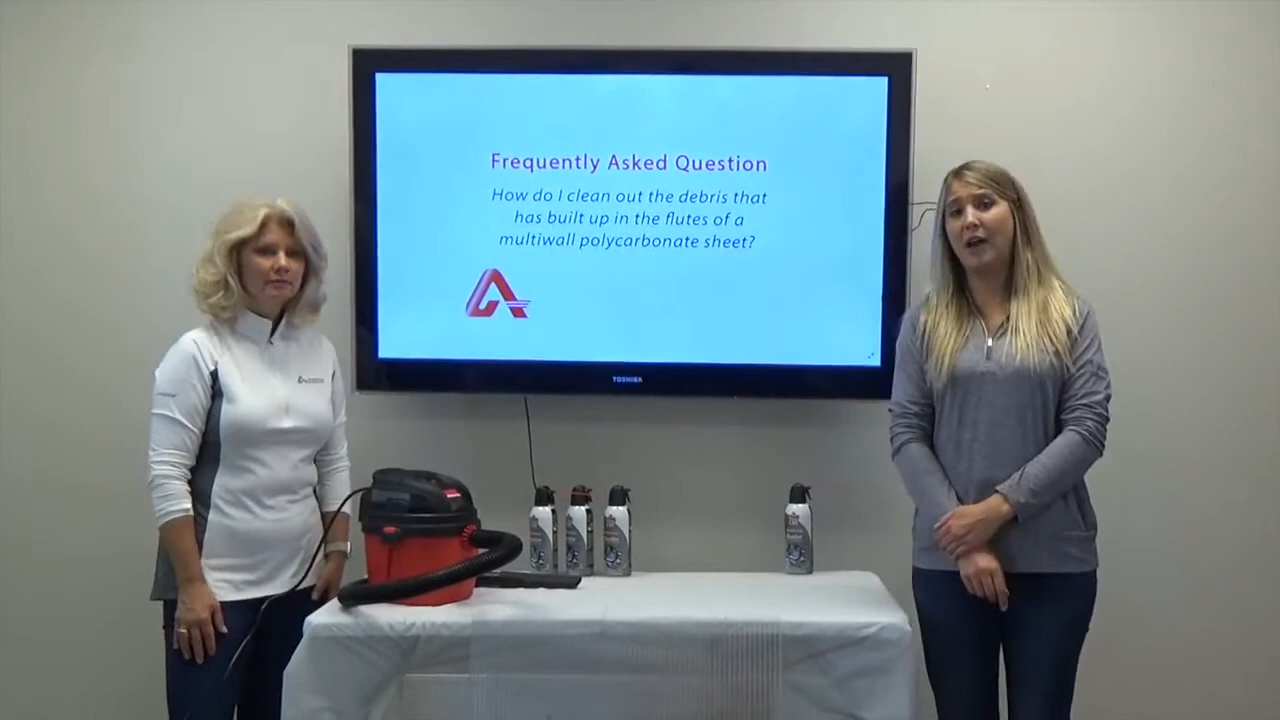 Frequently Asked Question
How do I clean out the debris that
has built up in the flutes of a
multiwall polycarbonate sheet?
TOSHIBA